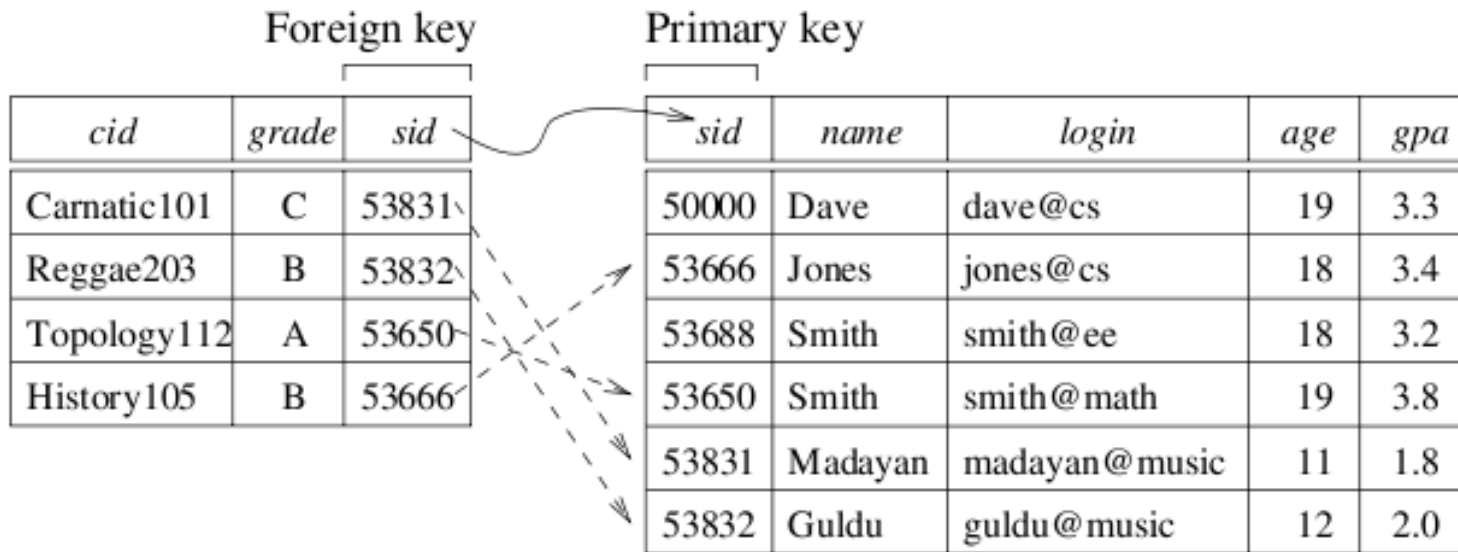 Foreign key Primary key
cid grade sid sid name login age gpa
Carnatic101 C 53831 50000 Dave dave@cs 19 3.3
Reggae203 B 53832 53666 Jones jones@cs 18 3.4
Topology112 A 53650 53688 Smith smith@ee 18 3.2
History105 B 53666 53650 Smith smith@math 19 3.8
53831 Madayan madayan@music 11 1.8
53832 Guldu guldu@music 12 2.0